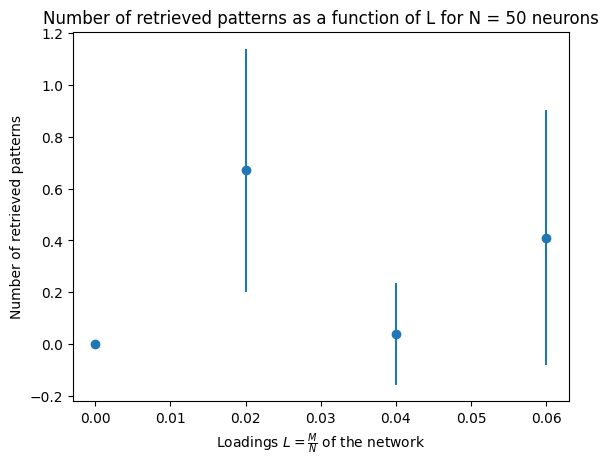 Number of retrieved patterns as a function of L for N = 50 neurons
Number of retrieved patterns
1.2
1.0
0.8
0.6
0.4
0.2
0.0
−0.2
0.00 0.01 0.02 0.03 0.04 0.05 0.06
Loadings $L = \frac{M}{N}$ of the network